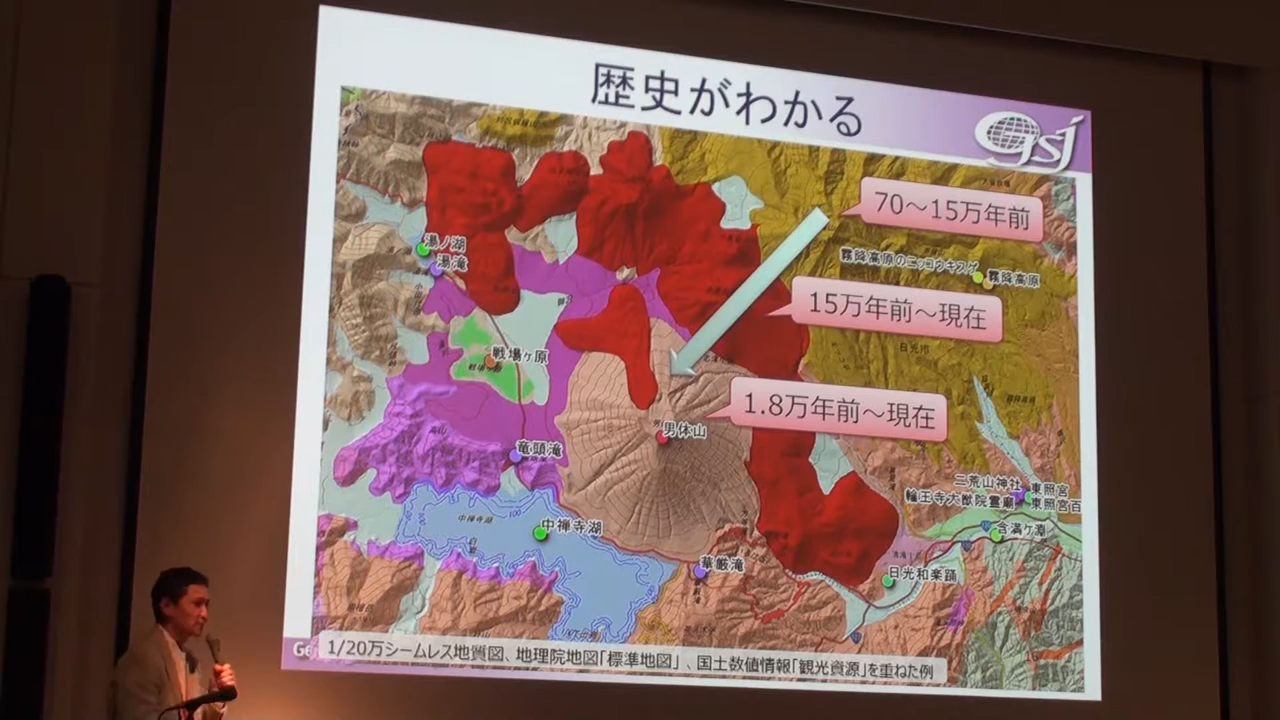 歴史がわかる
gsj
70～15万年前
霧降高原のニッコウキスゲ
霧降高原
湯ノ湖
湯滝
15万年前～現在
日光市
戦場ヶ原
1.8万年前～現在
男体山
竜頭滝
二荒山神社
東照宮
輪王寺大猷院霊廟
東照宮百
中禅寺湖
中禅寺湖
含満ヶ淵
華厳滝
日光和楽踊
1/20万シームレス地質図、地理院地図「標準地図」、国土数値情報「観光資源」を重ねた例